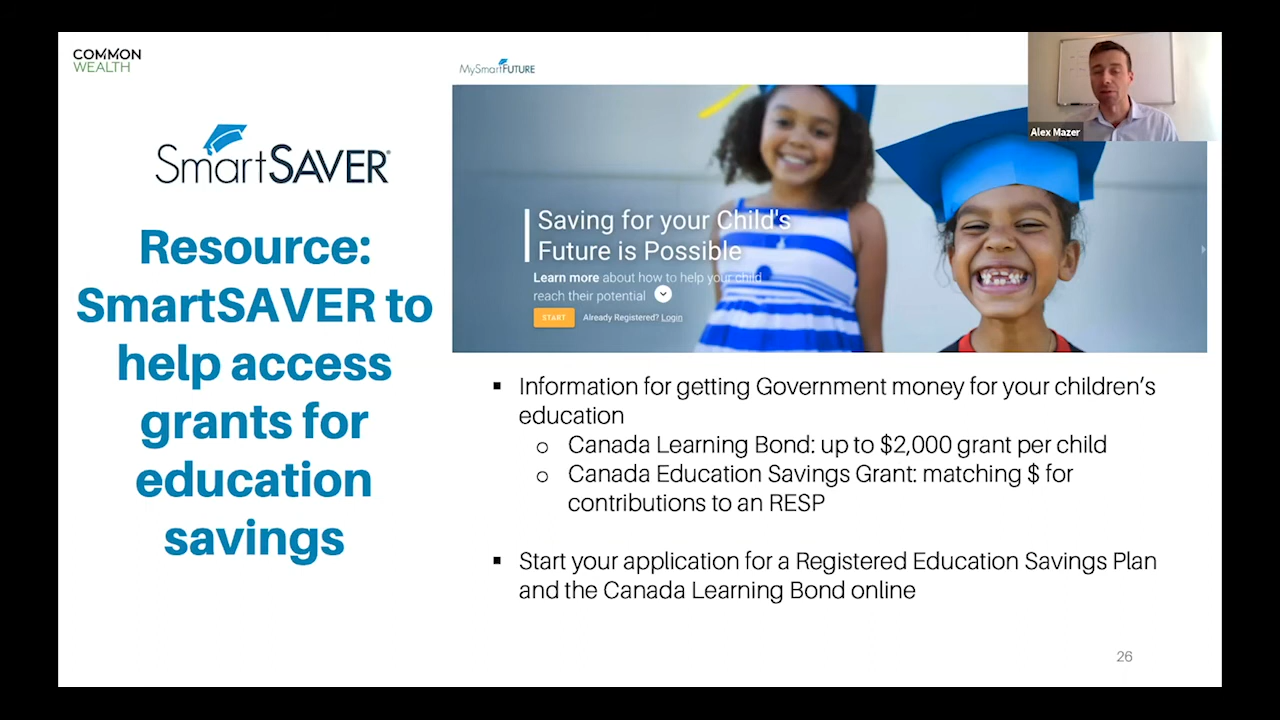 COMMON
WEALTH
SmartSAVER
Resource:
SmartSAVER to
help access
grants for
education
savings
MySmartFUTURE
Saving for your Child's
Future is Possible
Learn more about how to help your child
reach their potential
START Already Registered? Login
Alex Mazer
▪ Information for getting Government money for your children’s
education
o Canada Learning Bond: up to $2,000 grant per child
o Canada Education Savings Grant: matching $ for
contributions to an RESP
▪ Start your application for a Registered Education Savings Plan
and the Canada Learning Bond online
26